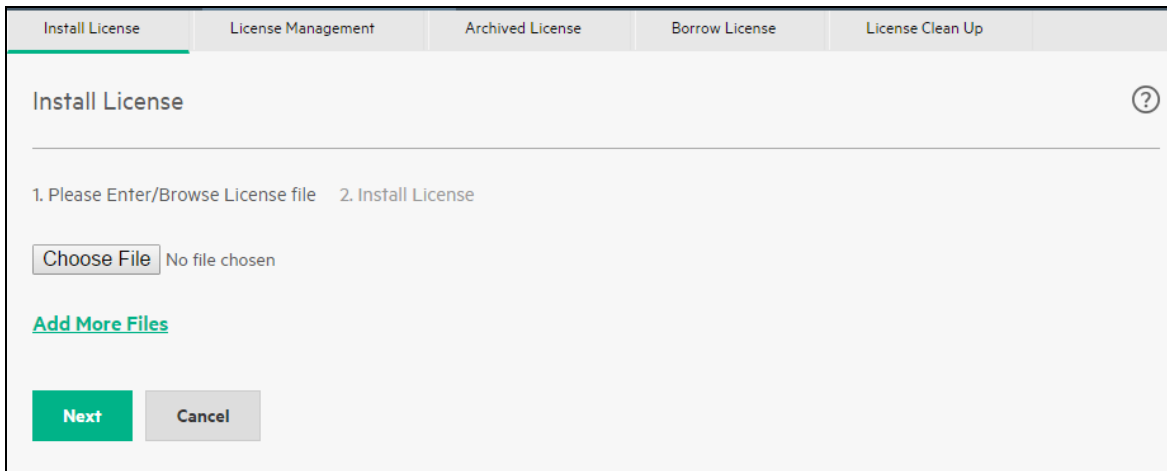 Install License License Management Archived License Borrow License License Clean Up
Install License ?
1. Please Enter/Browse License file 2. Install License
Choose File No file chosen
Add More Files
Next Cancel